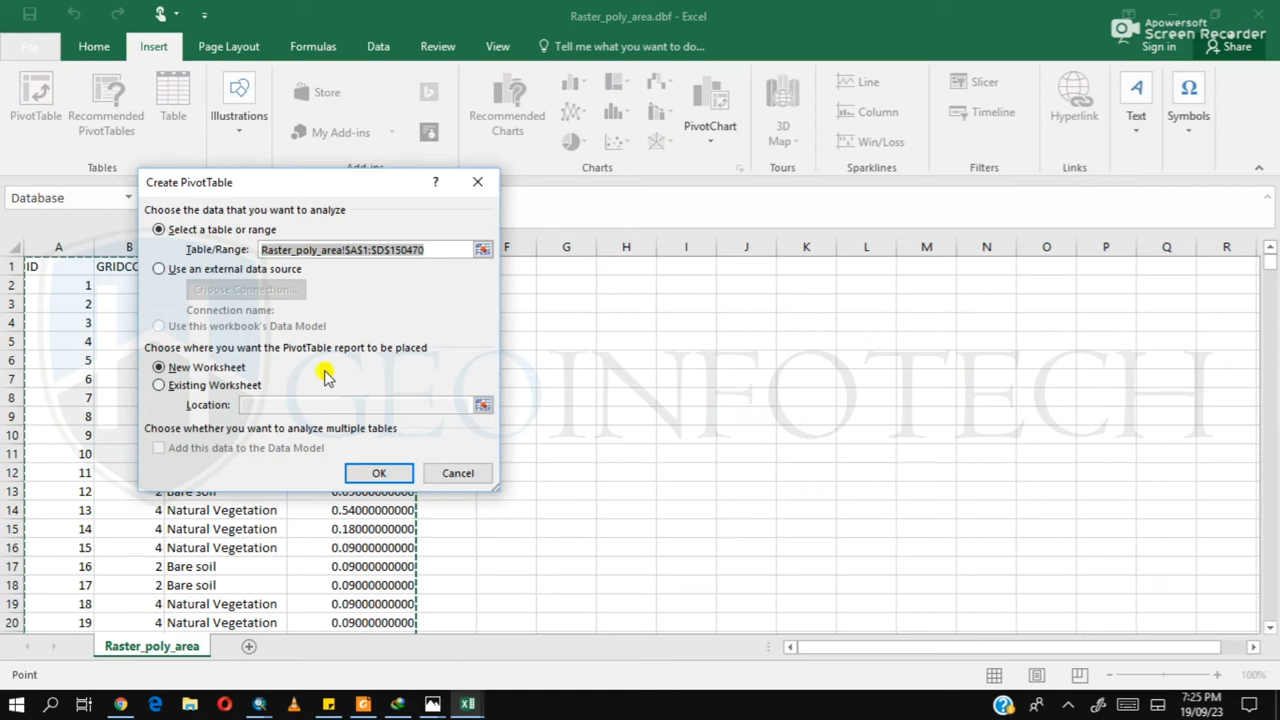 Raster_poly_area.dbf - Excel
Apowersoft
Screen Recorder
File Home Insert Page Layout Formulas Data Review View Tell me what you want to do... Sign in Share
PivotTable Recommended PivotTables Table
Tables
Illustrations
Store
My Add-ins
Add-ins
Recommended Charts
PivotChart
Charts
3D Map
Tours
Line
Column
Win/Loss
Sparklines
Slicer
Timeline
Filters
Hyperlink
Links
Text
Symbols
Database
Create PivotTable ?
Choose the data that you want to analyze
Select a table or range
Table/Range: Raster_poly_area!$A$1:$D$150470
Use an external data source
Choose Connection...
Connection name:
Use this workbook's Data Model
Choose where you want the PivotTable report to be placed
New Worksheet
Existing Worksheet
Location:
Choose whether you want to analyze multiple tables
Add this data to the Data Model
OK Cancel
A B F G H I J K L M N O P Q R
1 ID GRIDCO
2 1
3 2
4 3
5 4
6 5
7 6
8 7
9 8
10 9
11 10
12 11
13 12 2 Bare soil 0.09000000000
14 13 4 Natural Vegetation 0.54000000000
15 14 4 Natural Vegetation 0.18000000000
16 15 4 Natural Vegetation 0.09000000000
17 16 2 Bare soil 0.09000000000
18 17 2 Bare soil 0.09000000000
19 18 4 Natural Vegetation 0.09000000000
20 19 4 Natural Vegetation 0.09000000000
GEOINFOTECH
Raster_poly_area
Point 100%
7:25 PM
19/09/23